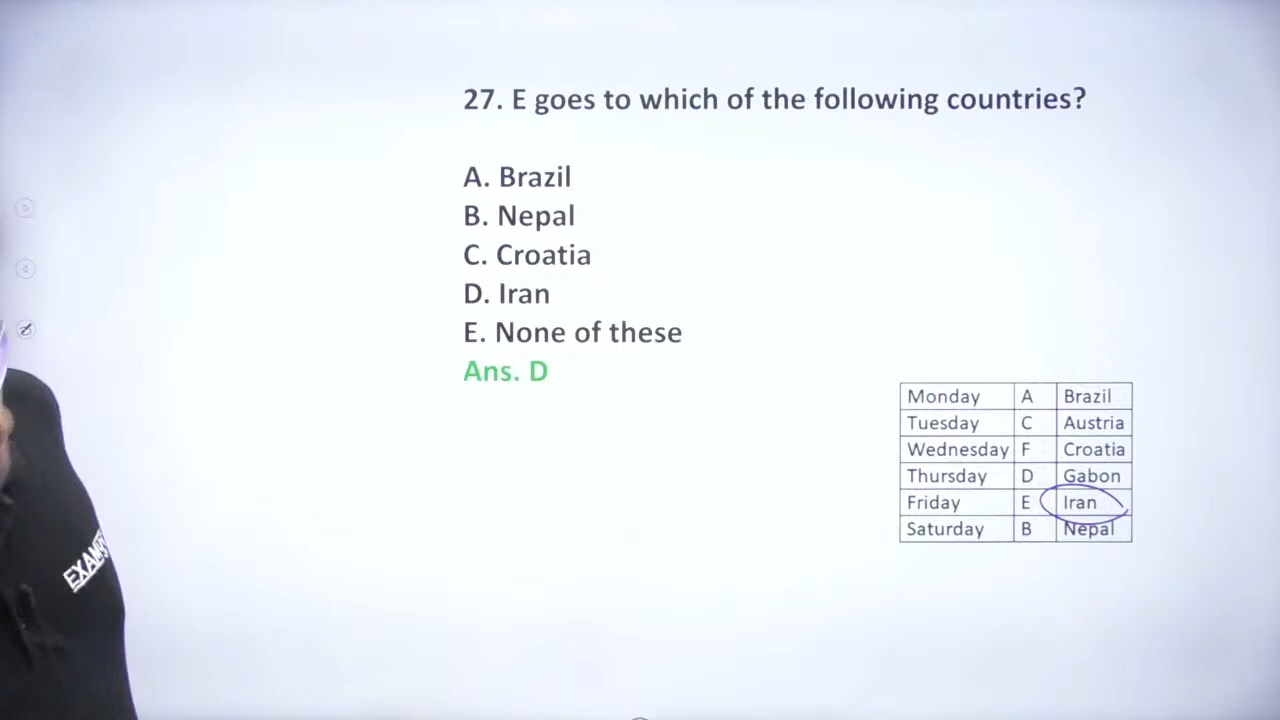 27. E goes to which of the following countries?
A. Brazil
B. Nepal
C. Croatia
D. Iran
E. None of these
Ans. D
Monday A Brazil
Tuesday C Austria
Wednesday F Croatia
Thursday D Gabon
Friday E Iran
Saturday B Nepal